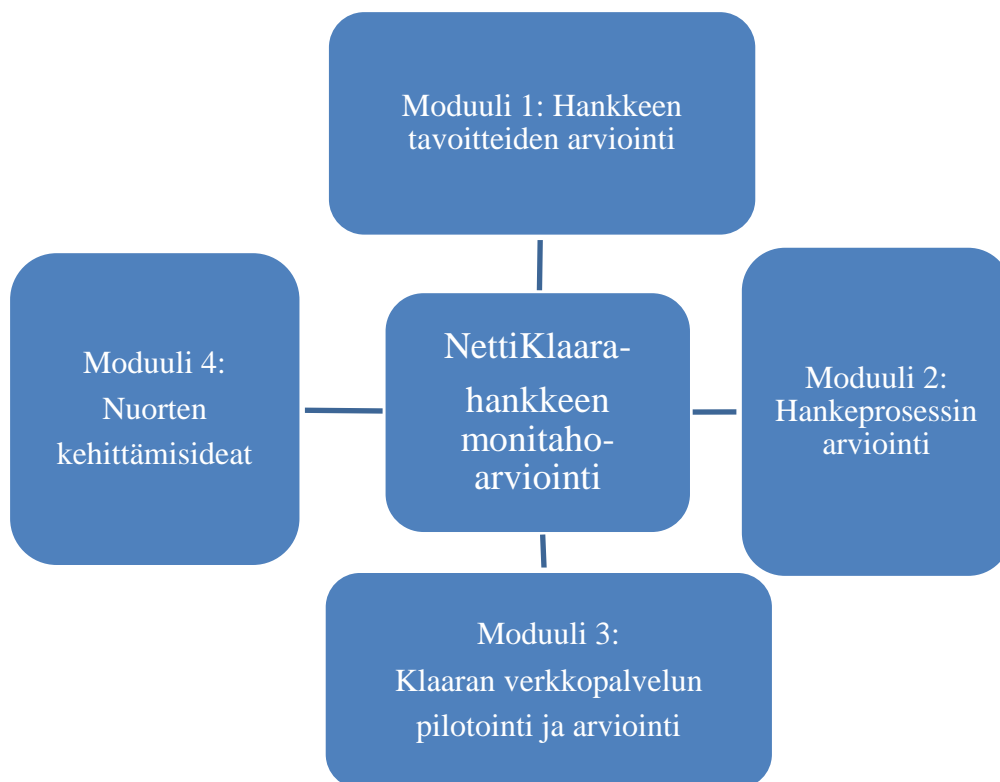 Moduuli 1: Hankkeen
tavoitteiden arviointi
Moduuli 4:
Nuorten
kehittämisideat
NettiKlaara-
hankkeen
monitaho-
arviointi
Moduuli 2:
Hankeprosessin
arviointi
Moduuli 3:
Klaaran verkkopalvelun
pilotointi ja arviointi